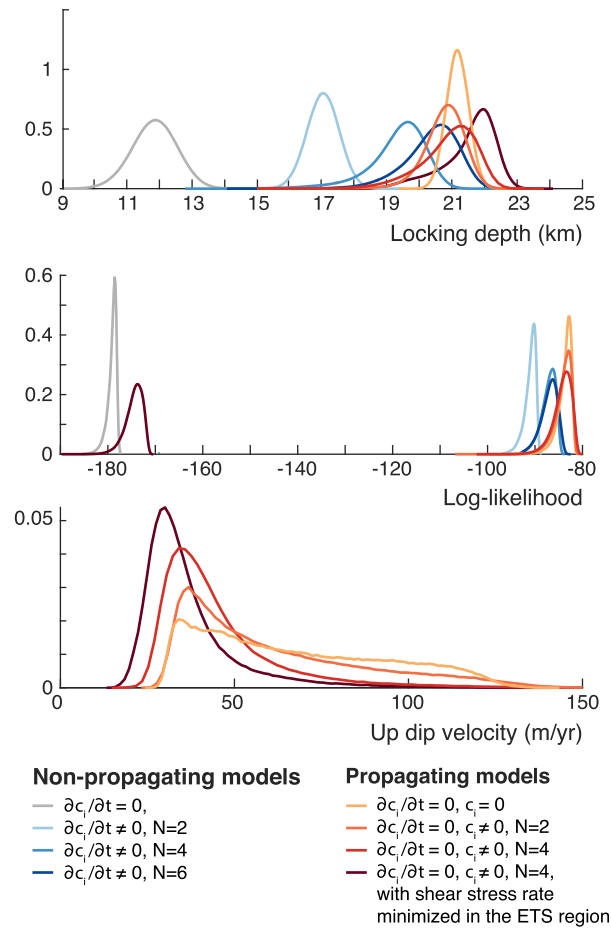 1
0.5
0
9 11 13 15 17 19 21 23 25
Locking depth (km)
0.6
0.4
0.2
0
-180 -160 -140 -120 -100 -80
Log-likelihood
0.05
0
0 50 100 150
Up dip velocity (m/yr)
Non-propagating models
∂cᵢ/∂t = 0,
∂cᵢ/∂t ≠ 0, N=2
∂cᵢ/∂t ≠ 0, N=4
∂cᵢ/∂t ≠ 0, N=6
Propagating models
∂cᵢ/∂t = 0, cᵢ = 0
∂cᵢ/∂t = 0, cᵢ ≠ 0, N=2
∂cᵢ/∂t = 0, cᵢ ≠ 0, N=4
∂cᵢ/∂t = 0, cᵢ ≠ 0, N=4,
with shear stress rate
minimized in the ETS region